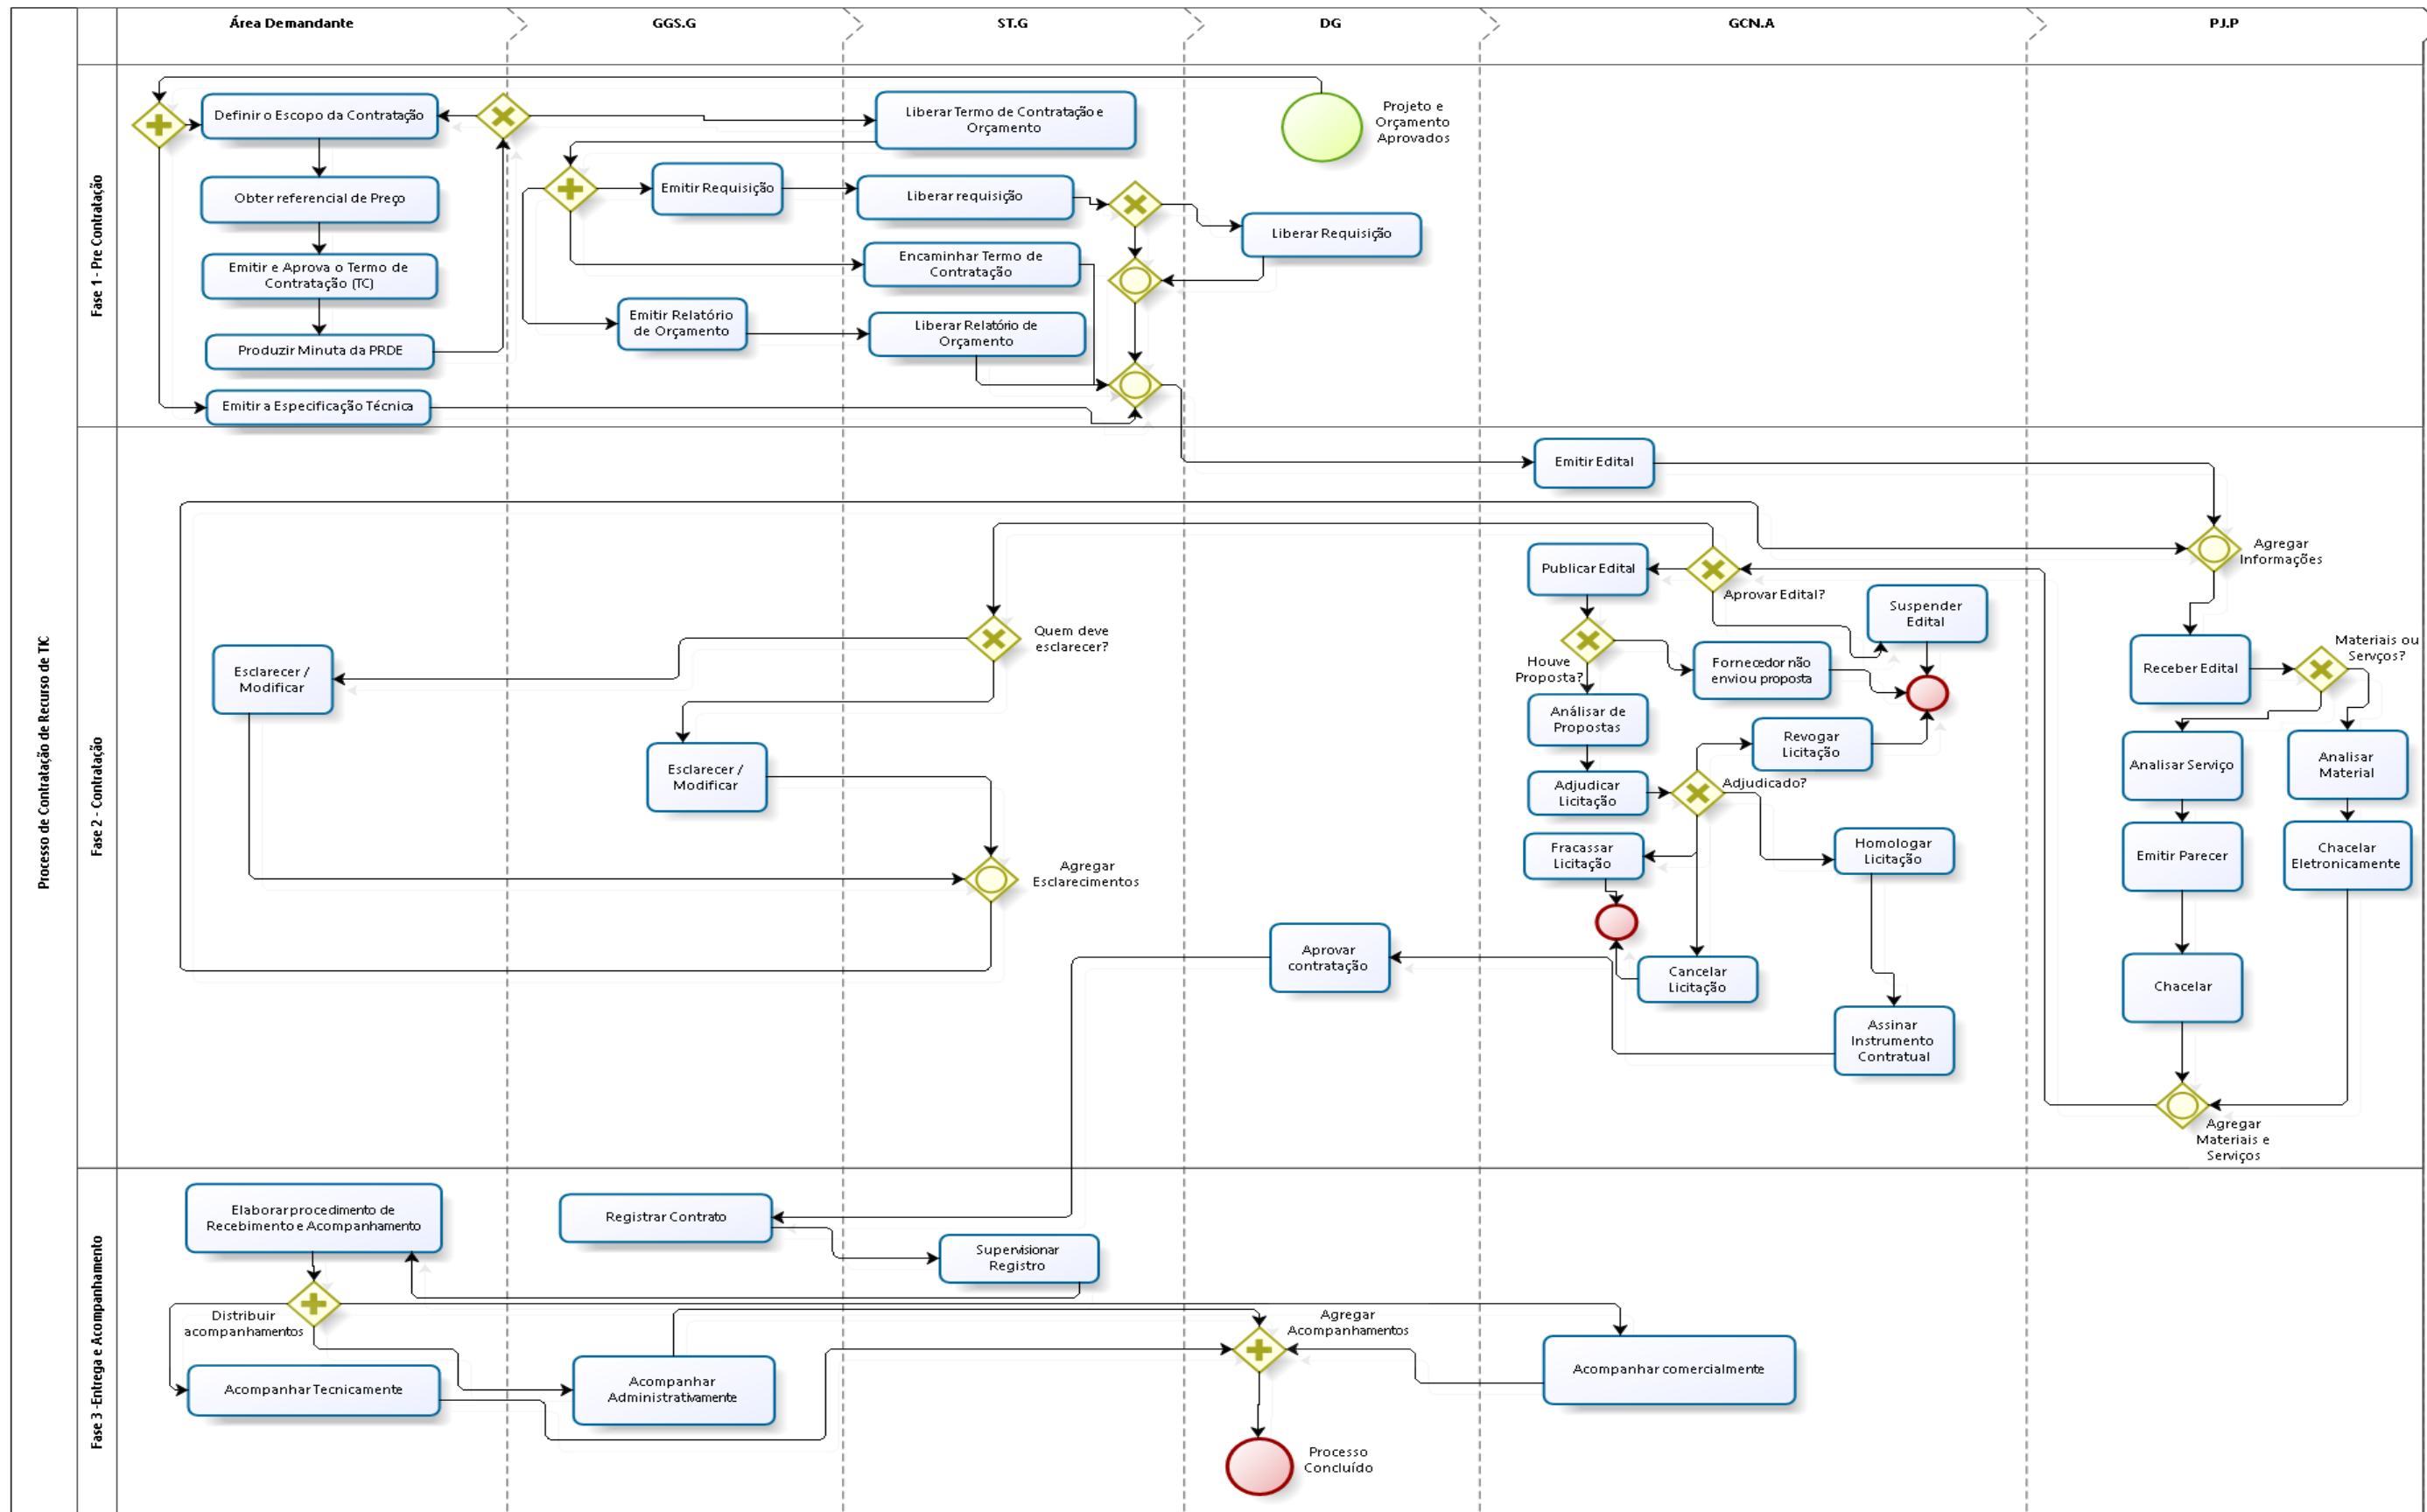 Área Demandante
GGS.G
ST.G
DG
GCN.A
PJ.P
Processo de Contratação de Recurso de TIC
Fase 1 - Pre Contratação
Definir o Escopo da Contratação
Liberar Termo de Contratação e
Orçamento
Projeto e
Orçamento
Aprovados
Obter referencial de Preço
Emitir Requisição
Liberar requisição
Liberar Requisição
Emitir e Aprova o Termo de
Contratação (TC)
Encaminhar Termo de
Contratação
Produzir Minuta da PRDE
Emitir Relatório
de Orçamento
Liberar Relatório de
Orçamento
Emitir a Especificação Técnica
Fase 2 - Contratação
Emitir Edital
Agregar
Informações
Publicar Edital
Aprovar Edital?
Suspender
Edital
Quem deve
esclarecer?
Houve
Proposta?
Fornecedor não
enviou proposta
Receber Edital
Materiais ou
Serviços?
Esclarecer /
Modificar
Análisar de
Propostas
Revogar
Licitação
Esclarecer /
Modificar
Adjudicar
Licitação
Adjudicado?
Analisar Serviço
Analisar
Material
Fracassar
Licitação
Homologar
Licitação
Emitir Parecer
Chacelar
Eletronicamente
Agregar
Esclarecimentos
Aprovar
contratação
Cancelar
Licitação
Chacelar
Assinar
Instrumento
Contratual
Agregar
Materiais e
Serviços
Fase 3 -Entrega e Acompanhamento
Elaborar procedimento de
Recebimento e Acompanhamento
Registrar Contrato
Supervisionar
Registro
Distribuir
acompanhamentos
Agregar
Acompanhamentos
Acompanhar Tecnicamente
Acompanhar
Administrativamente
Acompanhar comercialmente
Processo
Concluído